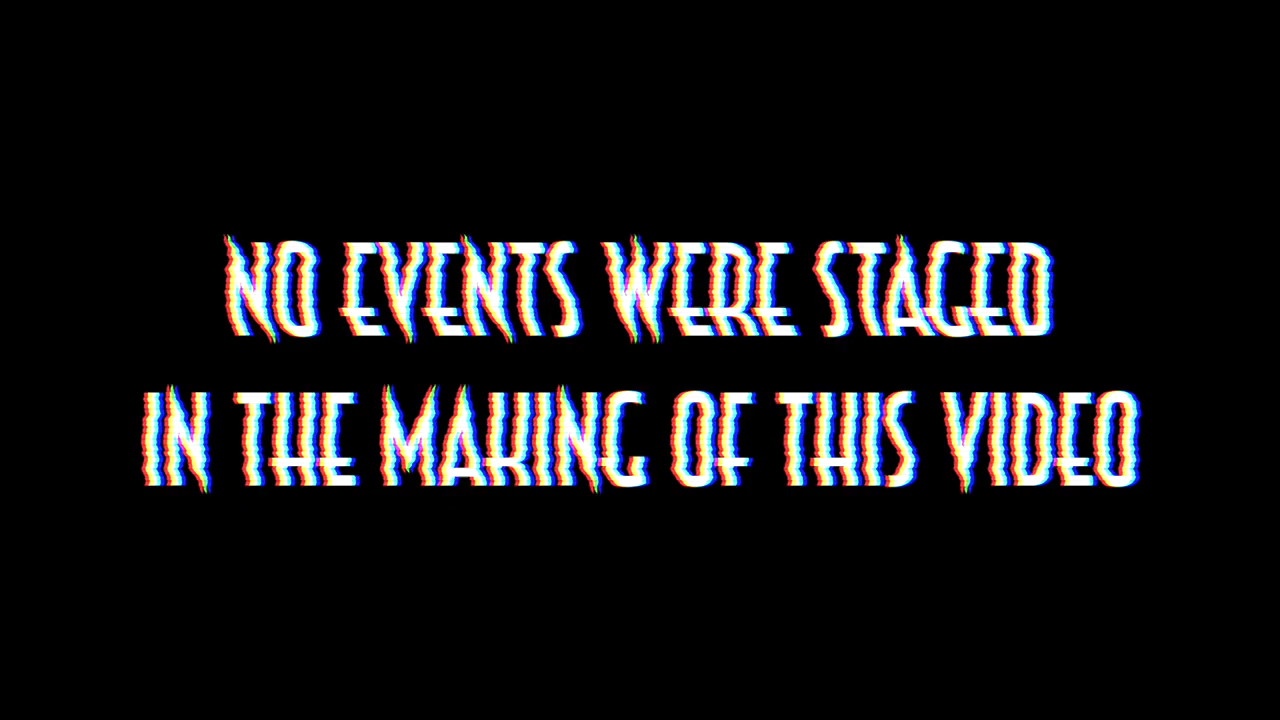 NO EVENTS WERE STAGED
IN THE MAKING OF THIS VIDEO